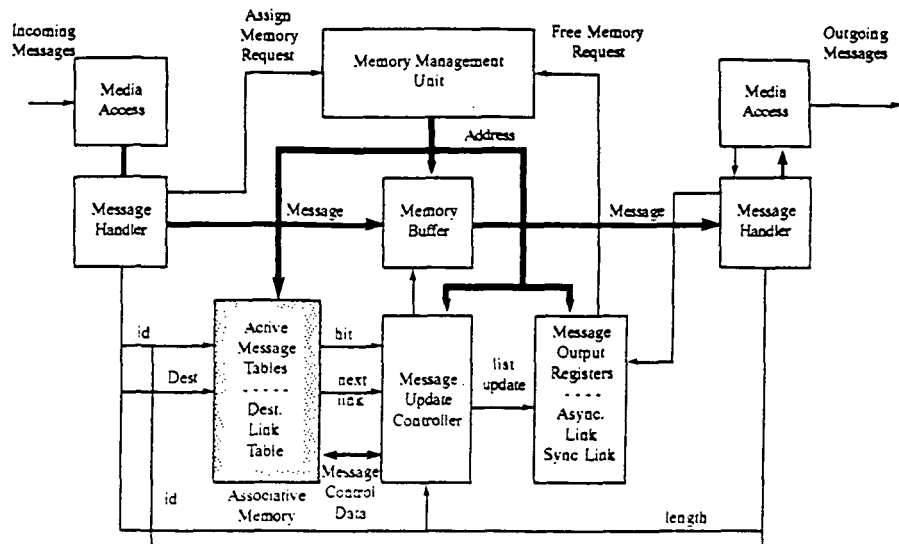 Incoming
Messages
Assign
Memory
Request
Memory Management
Unit
Free Memory
Request
Outgoing
Messages
Media
Access
Media
Access
Address
Message
Handler
Message
Memory
Buffer
Message
Message
Handler
id
Dest
Active
Message
Tables
Dest.
Link
Table
hit
next
link
Message
Update
Controller
list
update
Message
Output
Registers
Async.
Link
Sync Link
Message
Control
Data
id
Associative
Memory
length